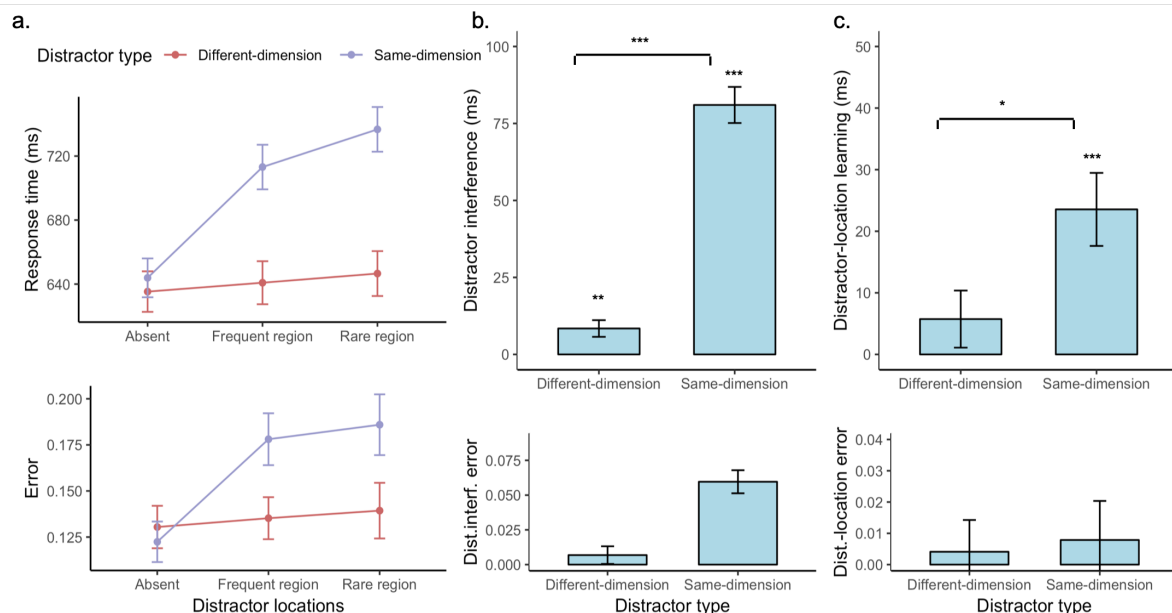 a.
Distractor type Different-dimension Same-dimension
Response time (ms)
720
680
640
Absent Frequent region Rare region
Error
0.200
0.175
0.150
0.125
Absent Frequent region Rare region
Distractor locations
b.
Distractor interference (ms)
100
75
50
25
0
***
***
**
Different-dimension Same-dimension
Dist.interf. error
0.075
0.050
0.025
0.000
Different-dimension Same-dimension
Distractor type
c.
Distractor-location learning (ms)
50
40
30
20
10
0
*
***
Different-dimension Same-dimension
Dist.-location error
0.04
0.03
0.02
0.01
0.00
Different-dimension Same-dimension
Distractor type